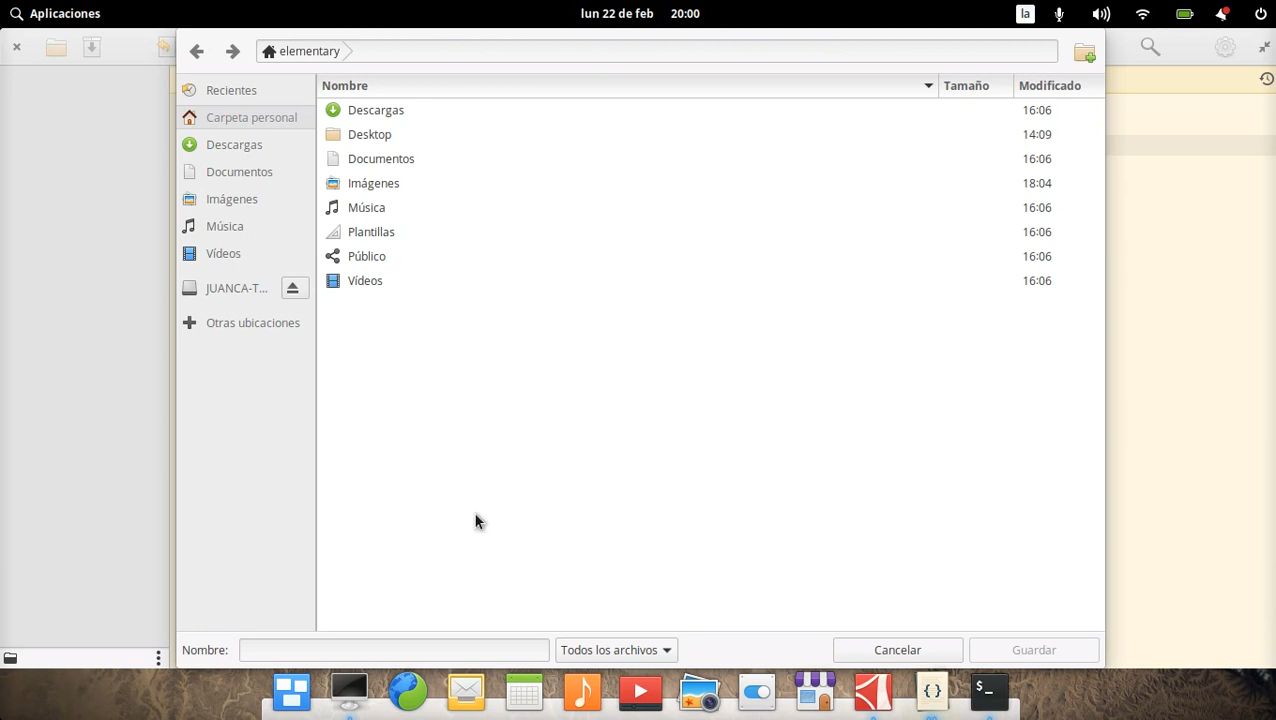 Aplicaciones
lun 22 de feb 20:00
la
elementary
Recientes
Carpeta personal
Descargas
Documentos
Imágenes
Música
Vídeos
JUANCA-T...
Otras ubicaciones
Nombre Tamaño Modificado
Descargas 16:06
Desktop 14:09
Documentos 16:06
Imágenes 18:04
Música 16:06
Plantillas 16:06
Público 16:06
Vídeos 16:06
Nombre: Todos los archivos Cancelar Guardar
{} $_